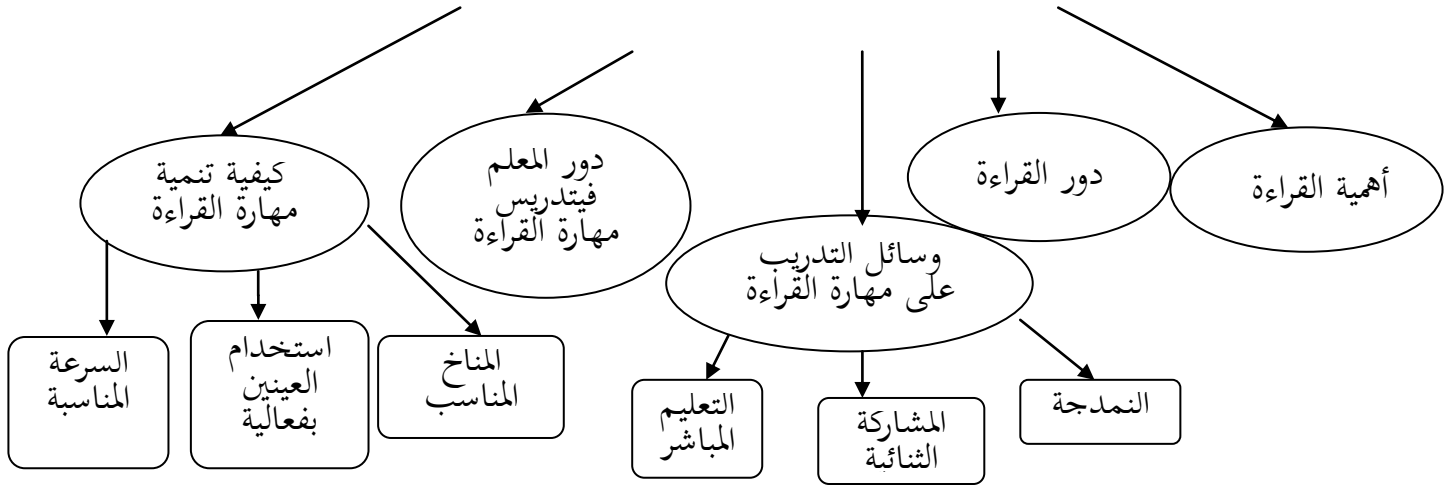 أهمية القراءة
دور القراءة
وسائل التدريب
على مهارة القراءة
دور المعلم
فيتدريس
مهارة القراءة
كيفية تنمية
مهارة القراءة
النمدجة
المشاركة
الثنائية
التعليم
المباشر
المناخ
المناسب
استخدام
العينين
بفعالية
السرعة
المناسبة